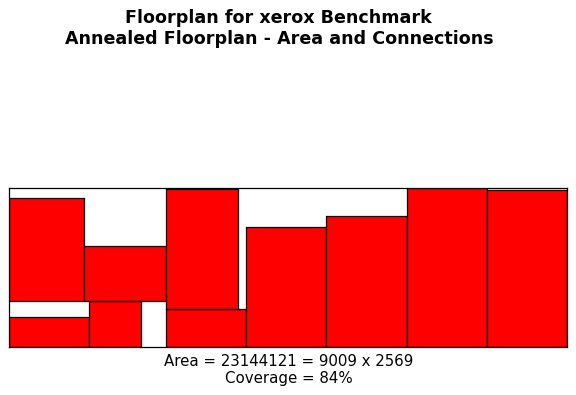 Floorplan for xerox Benchmark
Annealed Floorplan - Area and Connections
Area = 23144121 = 9009 x 2569
Coverage = 84%